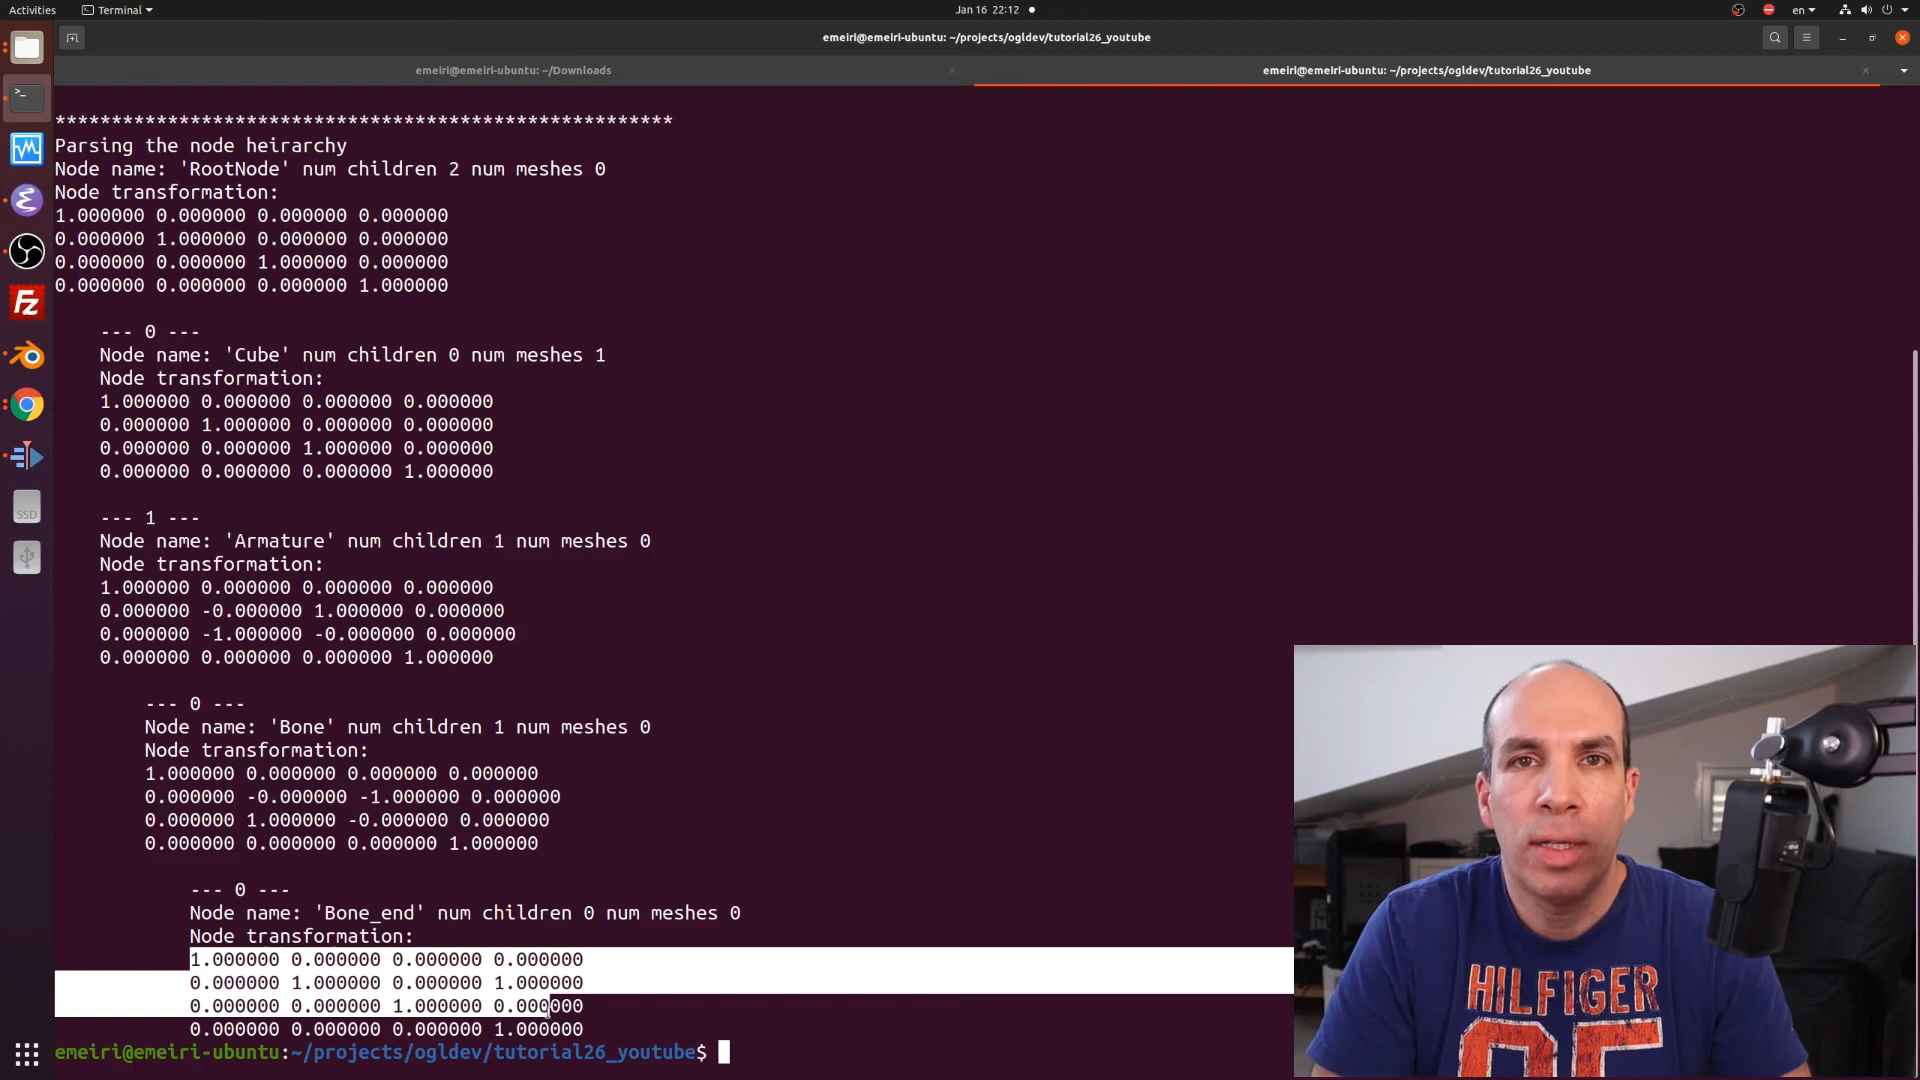 Activities Terminal Jan 16 22:12 en
emeiri@emeiri-ubuntu: ~/projects/ogldev/tutorial26_youtube
emeiri@emeiri-ubuntu: ~/Downloads emeiri@emeiri-ubuntu: ~/projects/ogldev/tutorial26_youtube
*******************************************************
Parsing the node heirarchy
Node name: 'RootNode' num children 2 num meshes 0
Node transformation:
1.000000 0.000000 0.000000 0.000000
0.000000 1.000000 0.000000 0.000000
0.000000 0.000000 1.000000 0.000000
0.000000 0.000000 0.000000 1.000000
--- 0 ---
Node name: 'Cube' num children 0 num meshes 1
Node transformation:
1.000000 0.000000 0.000000 0.000000
0.000000 1.000000 0.000000 0.000000
0.000000 0.000000 1.000000 0.000000
0.000000 0.000000 0.000000 1.000000
--- 1 ---
Node name: 'Armature' num children 1 num meshes 0
Node transformation:
1.000000 0.000000 0.000000 0.000000
0.000000 -0.000000 1.000000 0.000000
0.000000 -1.000000 -0.000000 0.000000
0.000000 0.000000 0.000000 1.000000
--- 0 ---
Node name: 'Bone' num children 1 num meshes 0
Node transformation:
1.000000 0.000000 0.000000 0.000000
0.000000 -0.000000 -1.000000 0.000000
0.000000 1.000000 -0.000000 0.000000
0.000000 0.000000 0.000000 1.000000
--- 0 ---
Node name: 'Bone_end' num children 0 num meshes 0
Node transformation:
1.000000 0.000000 0.000000 0.000000
0.000000 1.000000 0.000000 1.000000
0.000000 0.000000 1.000000 0.000000
0.000000 0.000000 0.000000 1.000000
emeiri@emeiri-ubuntu:~/projects/ogldev/tutorial26_youtube$
SSD
Fz
HILFIGER